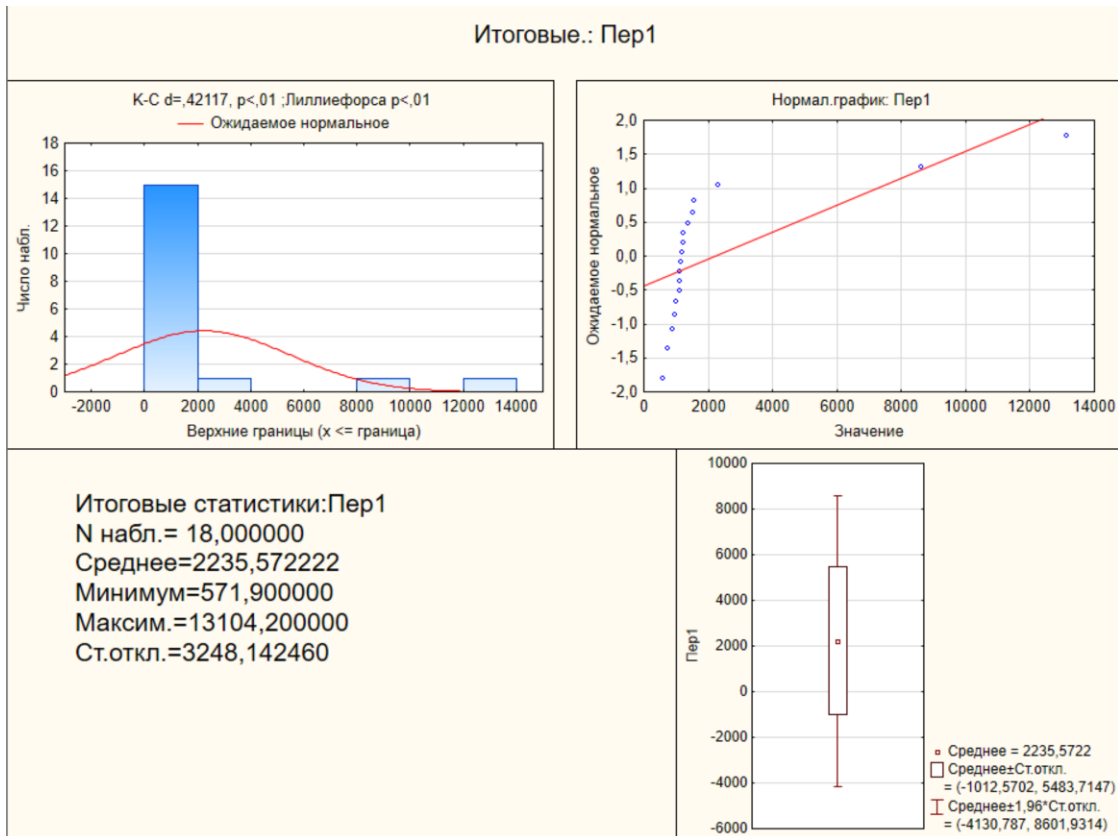 Итоговые.: Пер1
К-С d=,42117, p<,01 ;Лиллиефорса p<,01
Ожидаемое нормальное
Число набл.
18
16
14
12
10
8
6
4
2
0
-2000 0 2000 4000 6000 8000 10000 12000 14000
Верхние границы (x <= граница)
Нормал.график: Пер1
Ожидаемое нормальное
2,0
1,5
1,0
0,5
0,0
-0,5
-1,0
-1,5
-2,0
0 2000 4000 6000 8000 10000 12000 14000
Значение
Итоговые статистики:Пер1
N набл.= 18,000000
Среднее=2235,572222
Минимум=571,900000
Максим.=13104,200000
Ст.откл.=3248,142460
Пер1
10000
8000
6000
4000
2000
0
-2000
-4000
-6000
Среднее = 2235,5722
Среднее±Ст.откл.
= (-1012,5702, 5483,7147)
Среднее±1,96*Ст.откл.
= (-4130,787, 8601,9314)